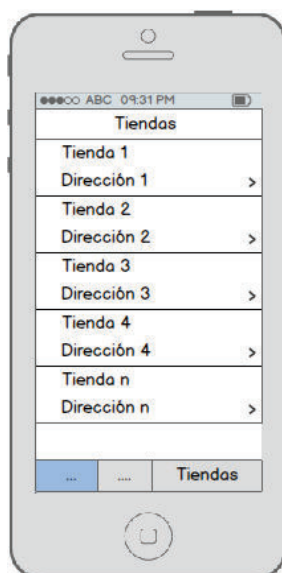 ●●●○○ ABC 09:31 PM
Tiendas
Tienda 1
Dirección 1 >
Tienda 2
Dirección 2 >
Tienda 3
Dirección 3 >
Tienda 4
Dirección 4 >
Tienda n
Dirección n >
... .... Tiendas